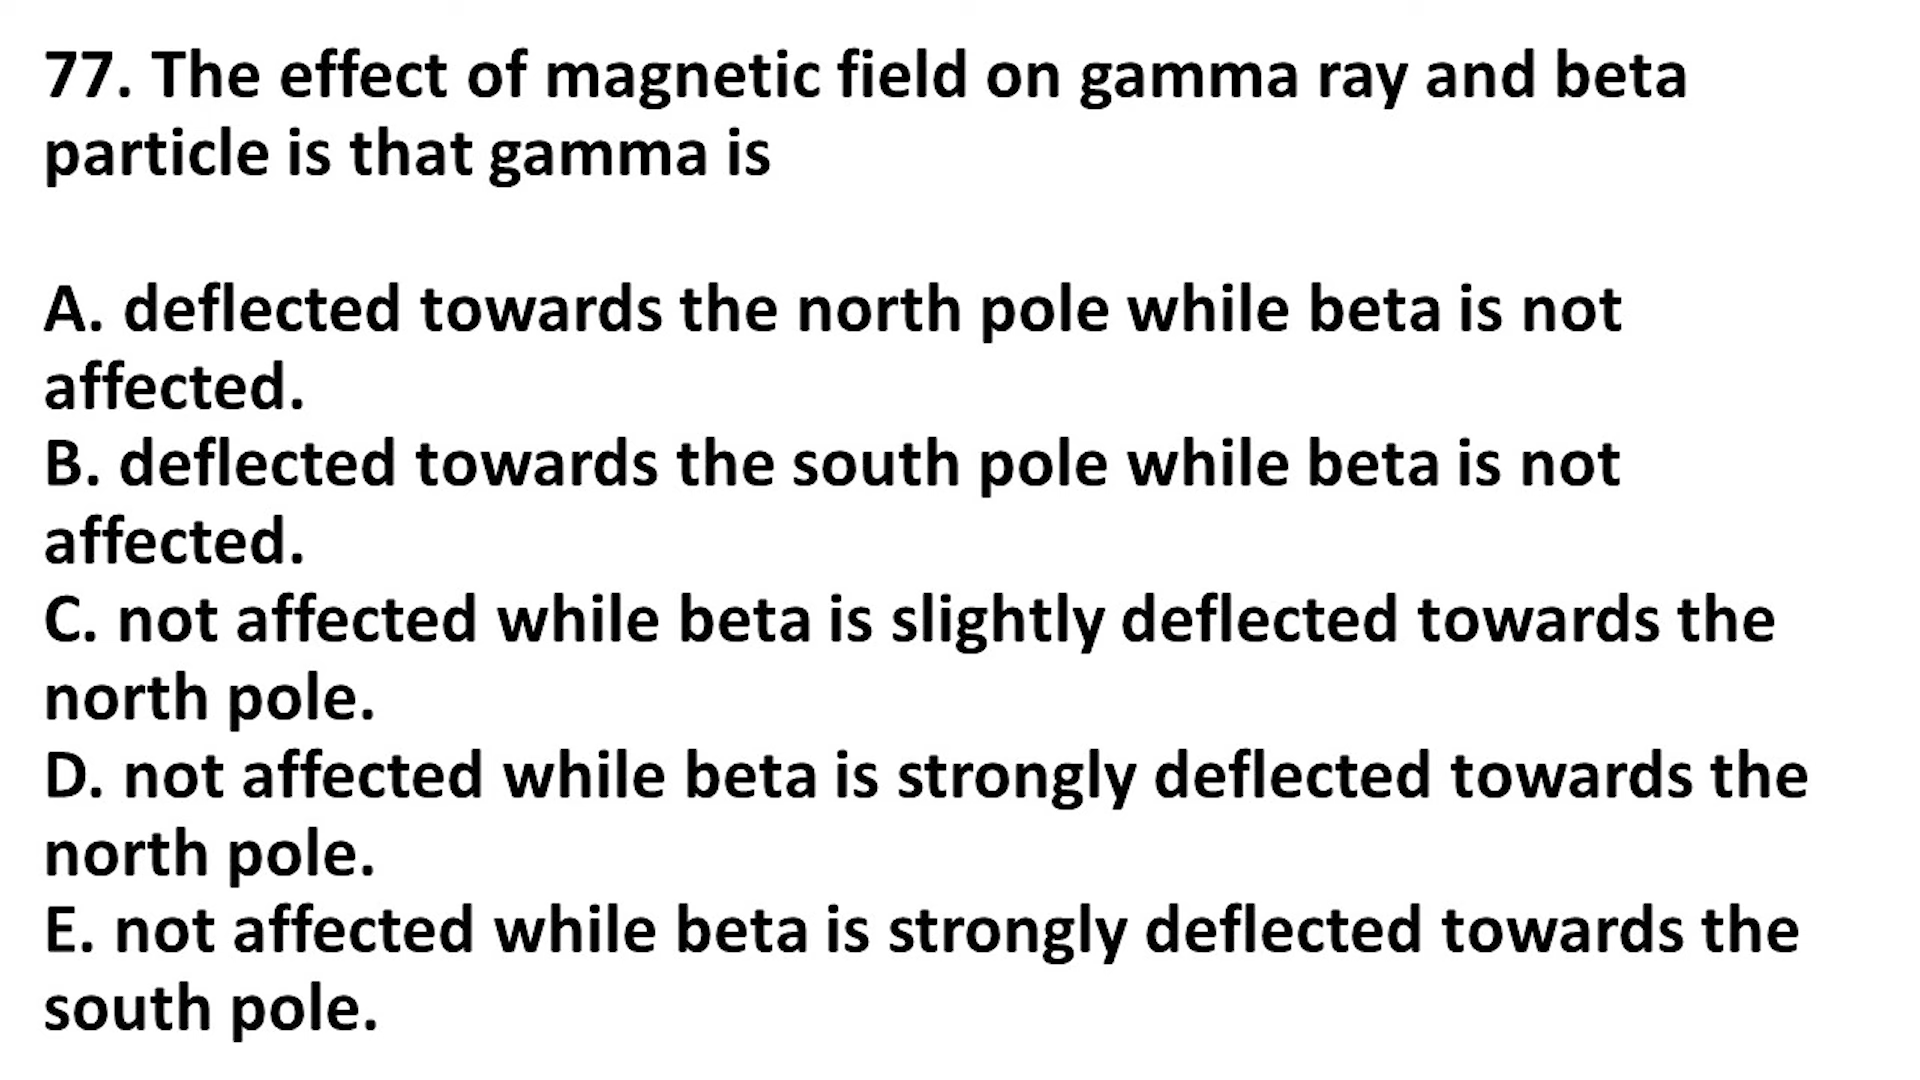 77. The effect of magnetic field on gamma ray and beta
particle is that gamma is
A. deflected towards the north pole while beta is not
affected.
B. deflected towards the south pole while beta is not
affected.
C. not affected while beta is slightly deflected towards the
north pole.
D. not affected while beta is strongly deflected towards the
north pole.
E. not affected while beta is strongly deflected towards the
south pole.